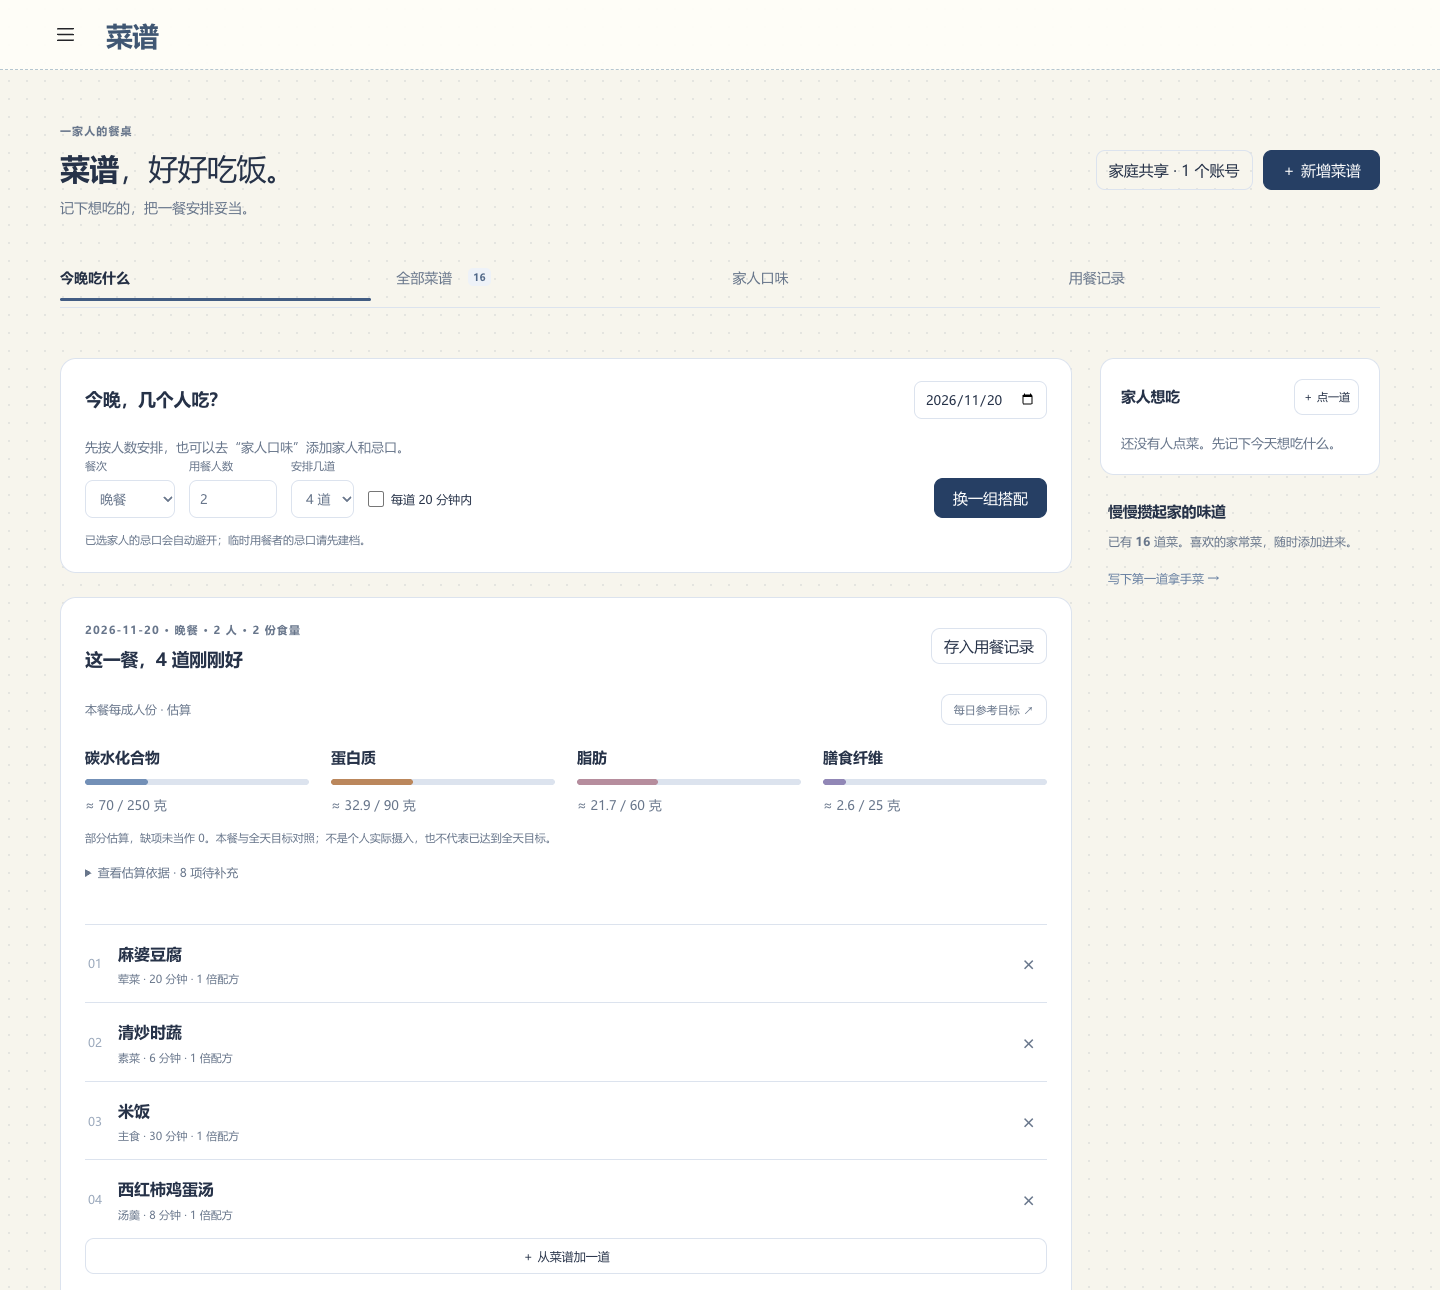 菜谱
一家人的餐桌
菜谱，好好吃饭。
记下想吃的，把一餐安排妥当。
家庭共享 · 1 个账号
+ 新增菜谱
今晚吃什么
全部菜谱 16
家人口味
用餐记录
今晚，几个人吃？
2026/11/20
先按人数安排，也可以去“家人口味”添加家人和忌口。
餐次
用餐人数
安排几道
晚餐
2
4 道
每道 20 分钟内
换一组搭配
已选家人的忌口会自动避开；临时用餐者的忌口请先建档。
家人想吃
+ 点一道
还没有人点菜。先记下今天想吃什么。
慢慢攒起家的味道
已有 16 道菜。喜欢的家常菜，随时添加进来。
写下第一道拿手菜 →
2026-11-20 • 晚餐 • 2 人 • 2 份食量
这一餐，4 道刚刚好
存入用餐记录
本餐每成人份 · 估算
每日参考目标 ↗
碳水化合物
≈ 70 / 250 克
蛋白质
≈ 32.9 / 90 克
脂肪
≈ 21.7 / 60 克
膳食纤维
≈ 2.6 / 25 克
部分估算，缺项未当作 0。本餐与全天目标对照；不是个人实际摄入，也不代表已达到全天目标。
▶ 查看估算依据 · 8 项待补充
01 麻婆豆腐
荤菜 · 20 分钟 · 1 倍配方
×
02 清炒时蔬
素菜 · 6 分钟 · 1 倍配方
×
03 米饭
主食 · 30 分钟 · 1 倍配方
×
04 西红柿鸡蛋汤
汤羹 · 8 分钟 · 1 倍配方
×
+ 从菜谱加一道